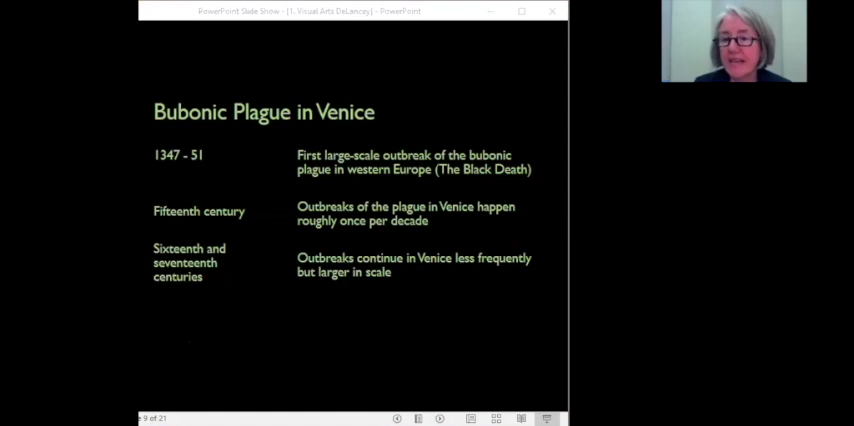 PowerPoint Slide Show - [1. Visual Arts DeLancey] - PowerPoint
Bubonic Plague in Venice
1347 - 51
First large-scale outbreak of the bubonic
plague in western Europe (The Black Death)
Fifteenth century
Outbreaks of the plague in Venice happen
roughly once per decade
Sixteenth and
seventeenth
centuries
Outbreaks continue in Venice less frequently
but larger in scale
e 9 of 21